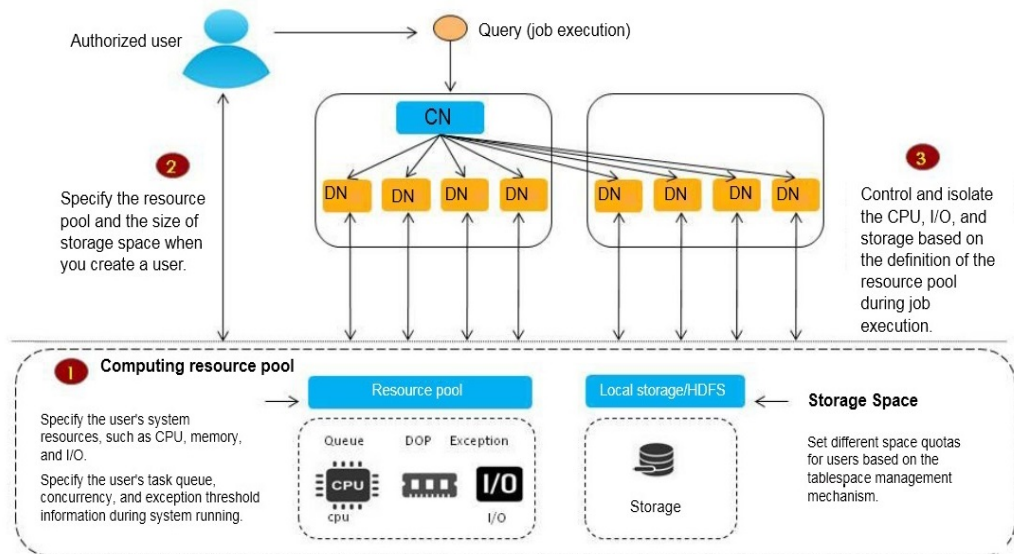 Authorized user
Query (job execution)
CN
DN
DN
DN
DN
DN
DN
DN
DN
2
Specify the resource
pool and the size of
storage space when
you create a user.
3
Control and isolate
the CPU, I/O, and
storage based on
the definition of the
resource pool
during job
execution.
1
Computing resource pool
Specify the user's system
resources, such as CPU, memory,
and I/O.
Specify the user's task queue,
concurrency, and exception threshold
information during system running.
Resource pool
Queue
DOP
Exception
CPU
I/O
cpu
I/O
Local storage/HDFS
Storage
Storage Space
Set different space quotas
for users based on the
tablespace management
mechanism.